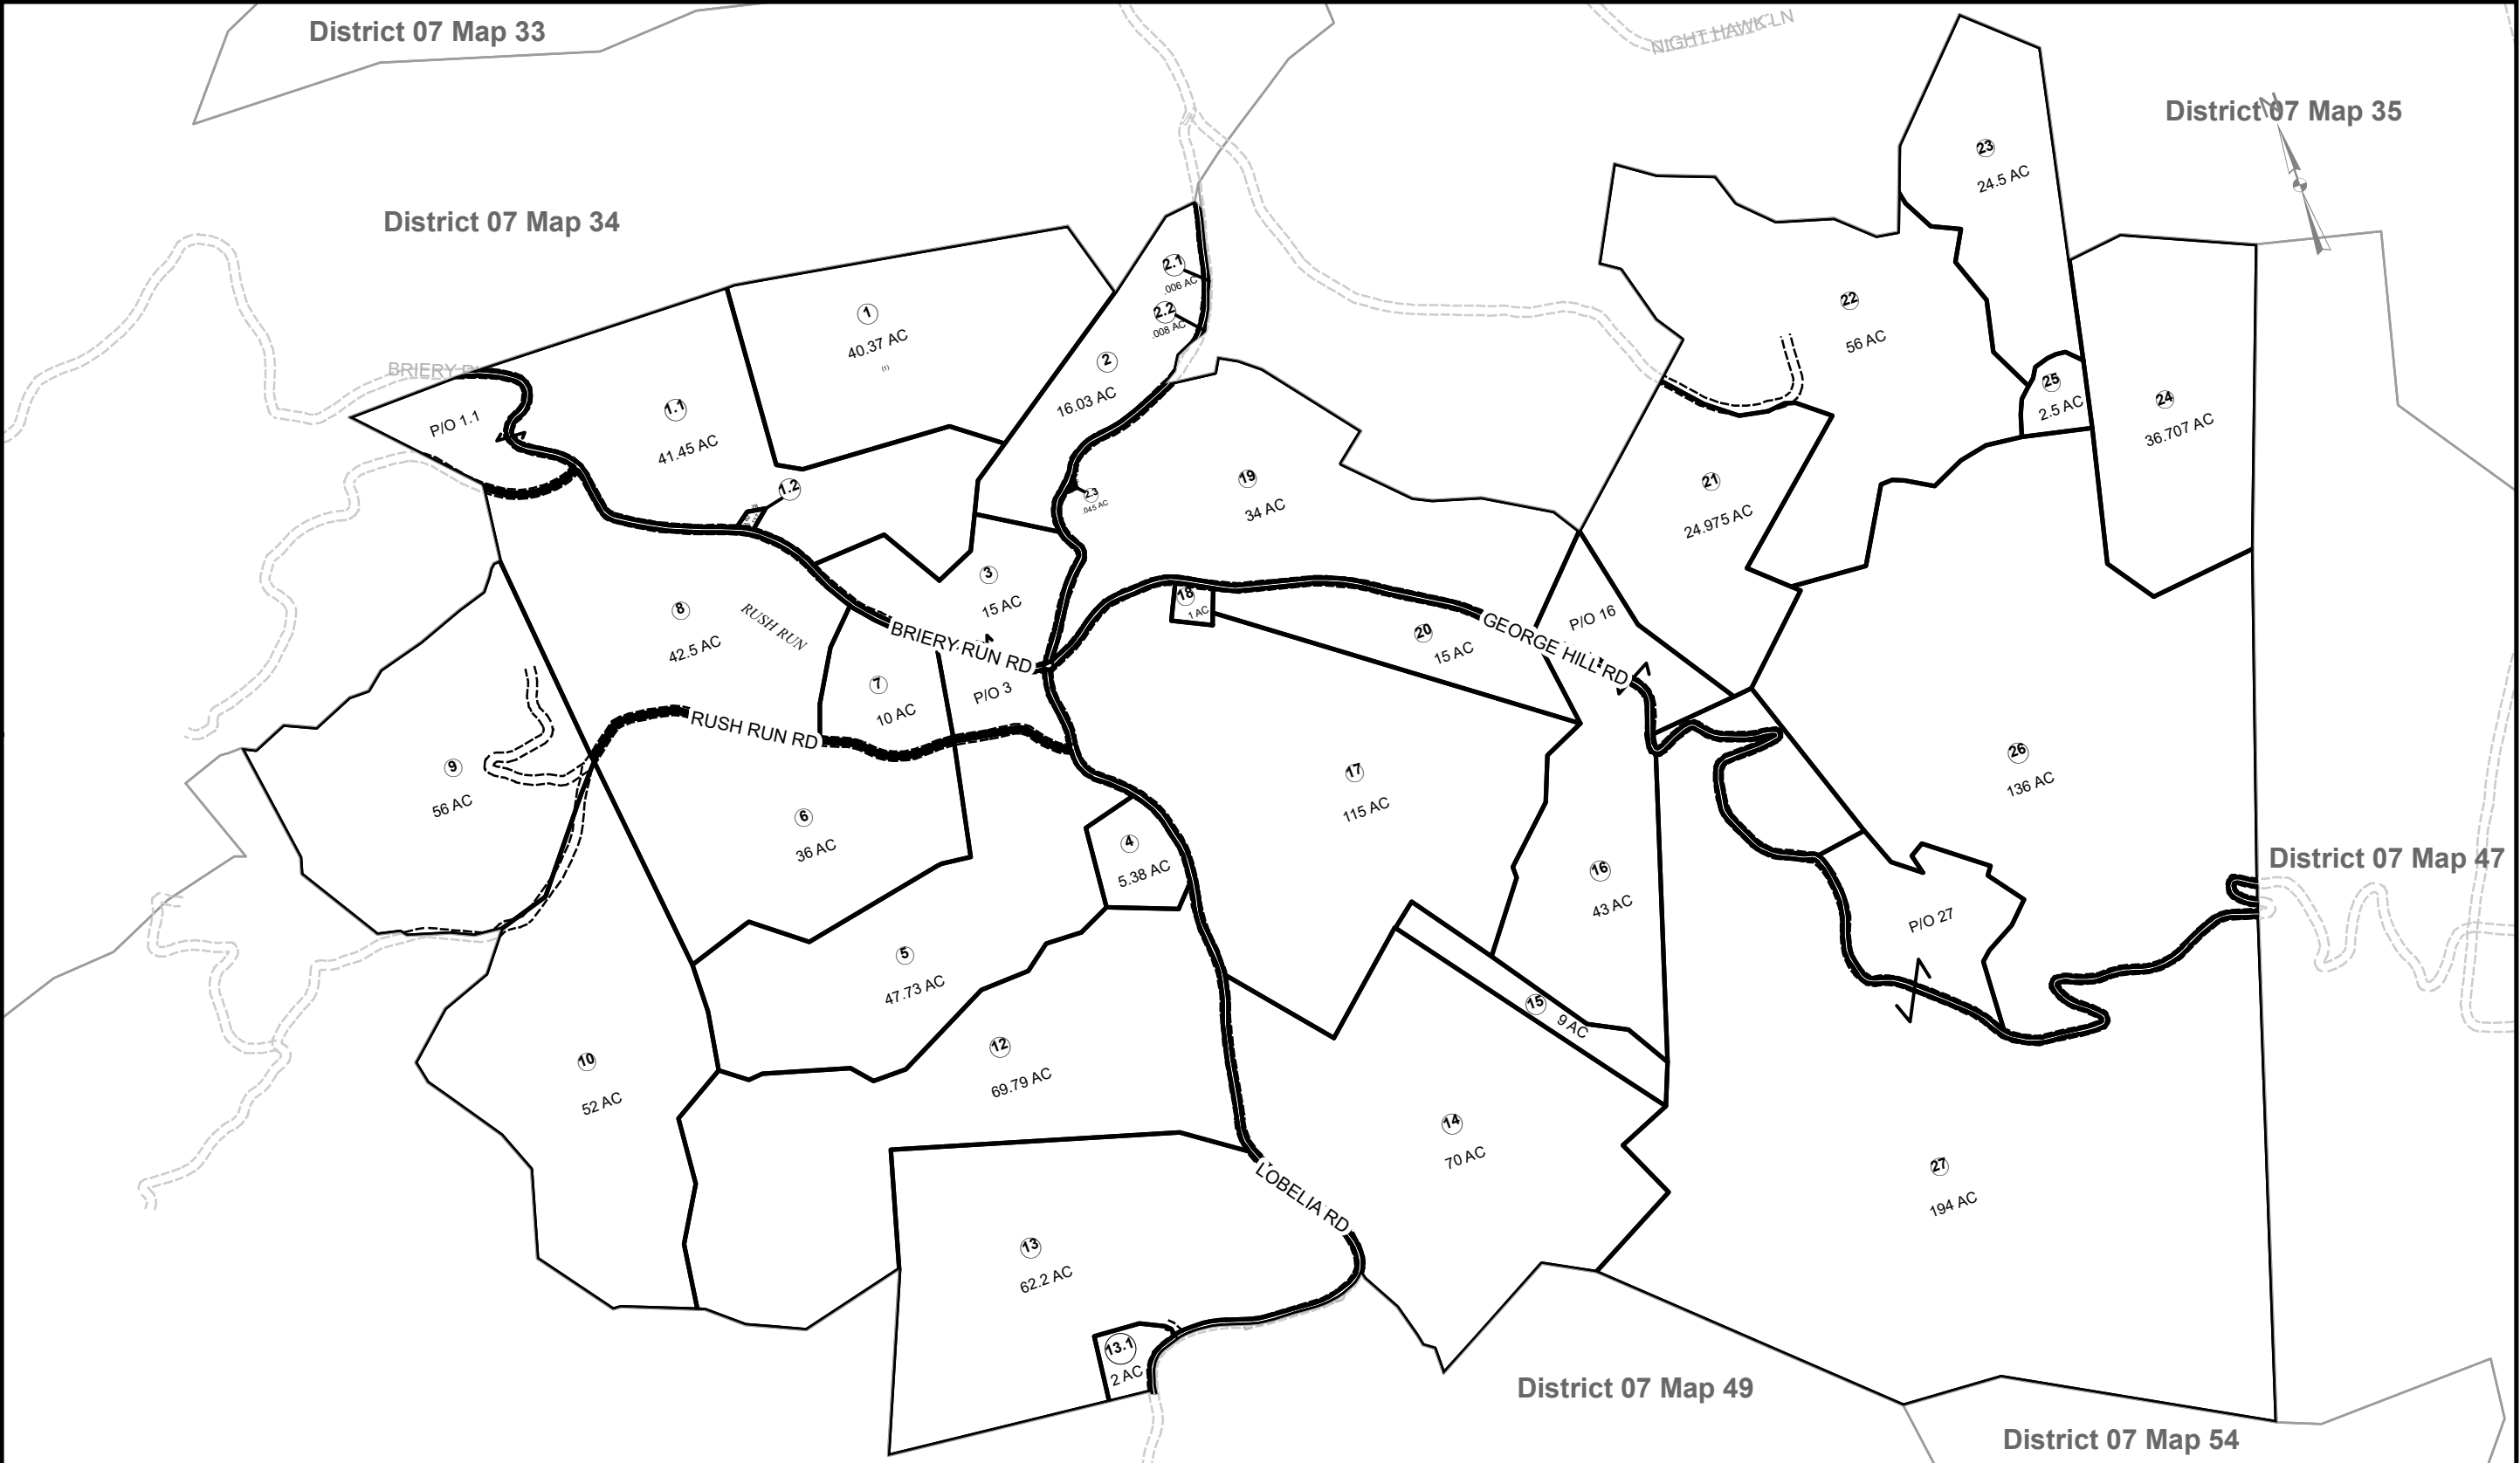 District 07 Map 33
NIGHT HAWK LN
District 07 Map 35
N
District 07 Map 34
23
24.5 AC
22
56 AC
2.1
.006 AC
2.2
.008 AC
1
40.37 AC
(1)
2
16.03 AC
BRIERY R
P/O 1.1
1.1
41.45 AC
25
2.5 AC
24
36.707 AC
1.2
2.3
.045 AC
19
34 AC
21
24.975 AC
3
15 AC
8
42.5 AC
RUSH RUN
BRIERY RUN RD
18
1 AC
20
15 AC
GEORGE HILL RD
P/O 16
7
10 AC
P/O 3
RUSH RUN RD
9
56 AC
6
36 AC
4
5.38 AC
17
115 AC
26
136 AC
16
43 AC
District 07 Map 47
P/O 27
5
47.73 AC
15
9 AC
10
52 AC
12
69.79 AC
14
70 AC
27
194 AC
LOBELIA RD
13
62.2 AC
13.1
2 AC
District 07 Map 49
District 07 Map 54